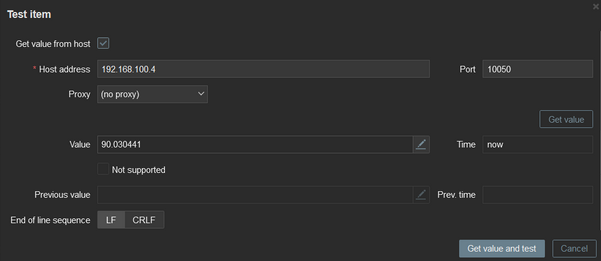 Test item
Get value from host
* Host address 192.168.100.4 Port 10050
Proxy (no proxy)
Get value
Value 90.030441 Time now
Not supported
Previous value Prev. time
End of line sequence LF CRLF
Get value and test Cancel